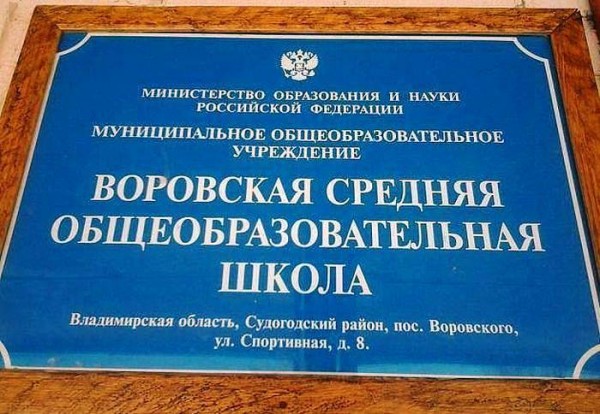 МИНИСТЕРСТВО ОБРАЗОВАНИЯ И НАУКИ
РОССИЙСКОЙ ФЕДЕРАЦИИ
МУНИЦИПАЛЬНОЕ ОБЩЕОБРАЗОВАТЕЛЬНОЕ
УЧРЕЖДЕНИЕ
ВОРОВСКАЯ СРЕДНЯЯ
ОБЩЕОБРАЗОВАТЕЛЬНАЯ
ШКОЛА
Владимирская область, Судогодский район, пос. Воровского,
ул. Спортивная, д. 8.